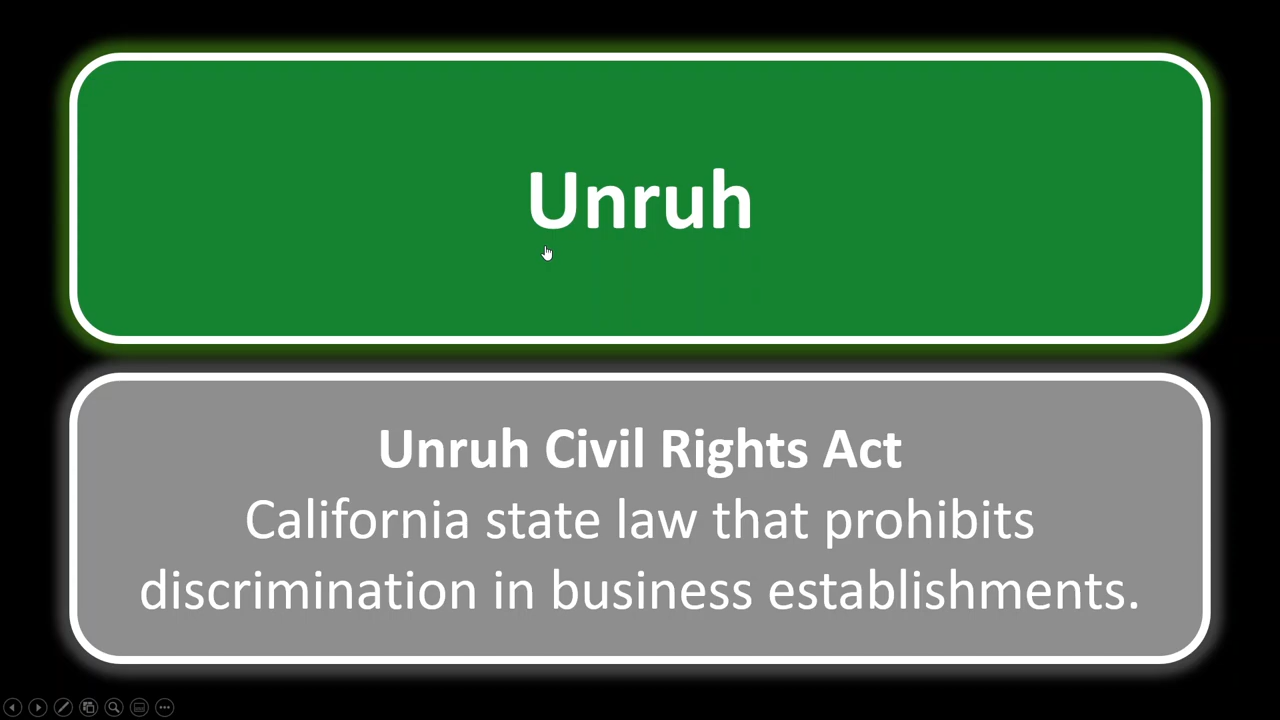 Unruh
Unruh Civil Rights Act
California state law that prohibits
discrimination in business establishments.